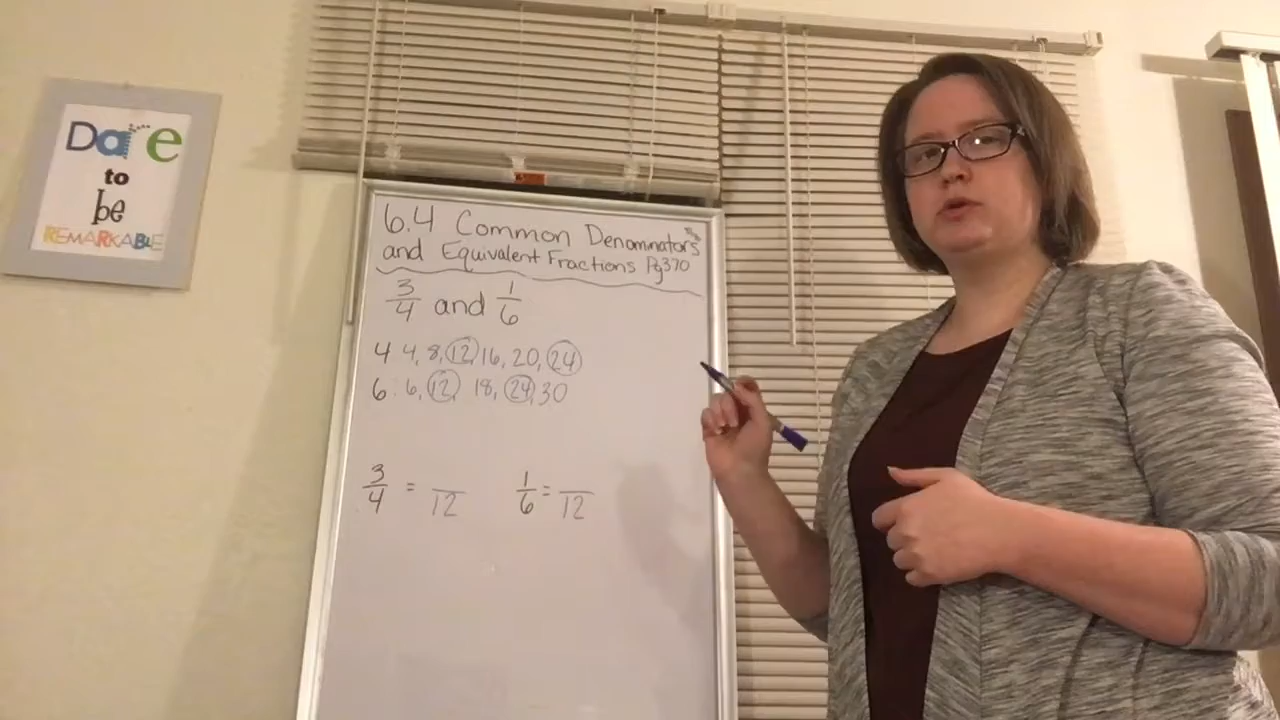 Dare
to
be
REMARKABLE
6.4 Common Denominators
and Equivalent Fractions Pg370
3/4 and 1/6
4 4, 8, 12, 16, 20, 24
6: 6, 12, 18, 24, 30
3/4 = /12 1/6 = /12